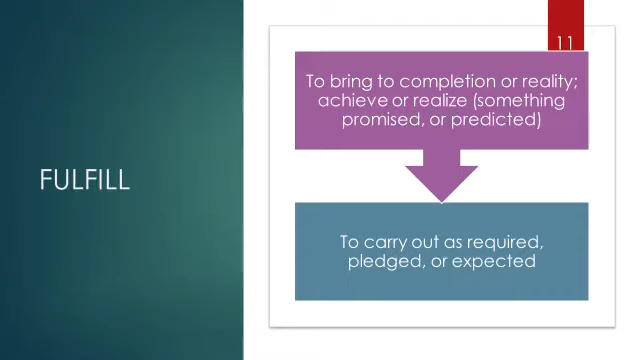 11
To bring to completion or reality;
achieve or realize (something
promised, or predicted)
FULFILL
To carry out as required,
pledged, or expected